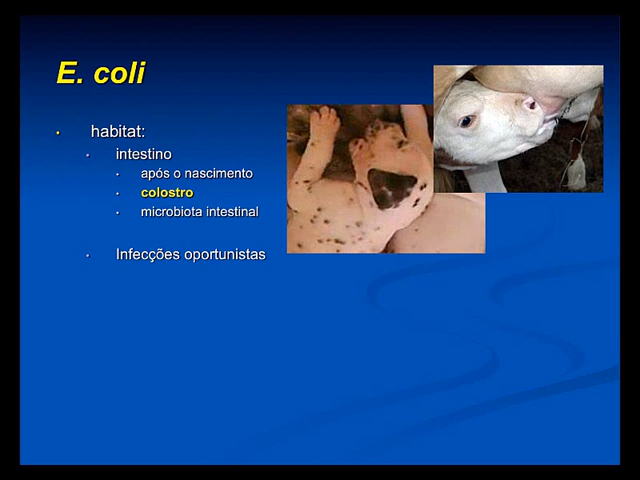 E. coli
habitat:
intestino
após o nascimento
colostro
microbiota intestinal
Infecções oportunistas